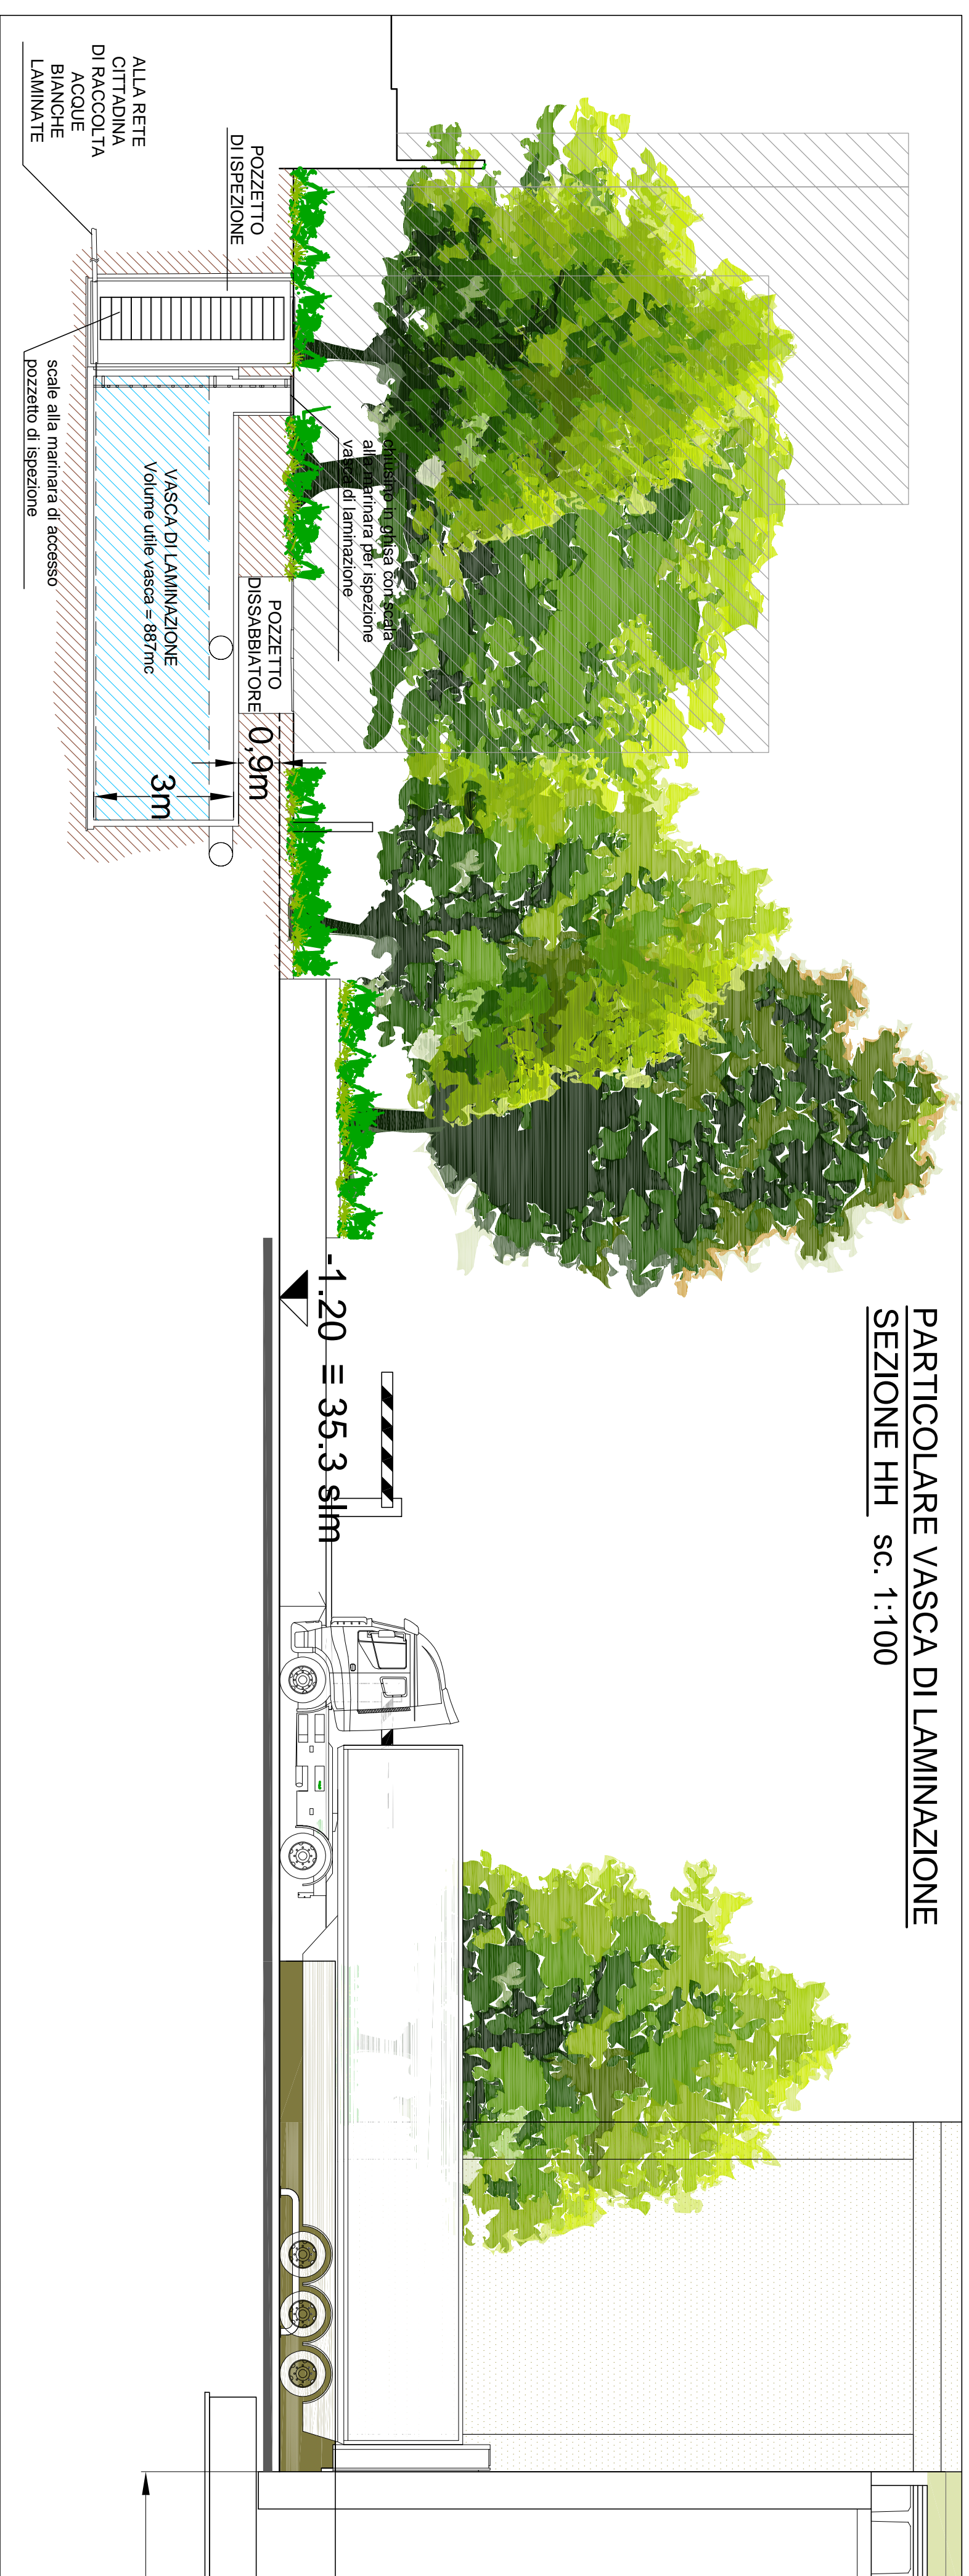 PARTICOLARE VASCA DI LAMINAZIONE
SEZIONE HH sc. 1:100
chiusino in ghisa con scala
alla marinara per ispezione
vasca di laminazione
-1.20 = 35.3 slm
POZZETTO
DISSABBIATORE
0,9m
POZZETTO
DI ISPEZIONE
VASCA DI LAMINAZIONE
Volume utile vasca = 887mc
3m
ALLA RETE
CITTADINA
DI RACCOLTA
ACQUE
BIANCHE
LAMINATE
scale alla marinara di accesso
pozzetto di ispezione